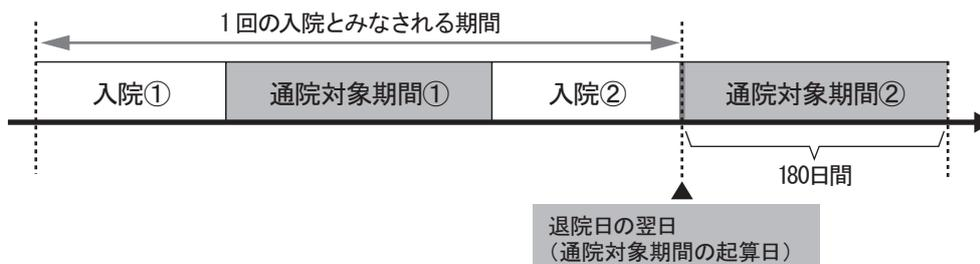 1回の入院とみなされる期間
入院①
通院対象期間①
入院②
通院対象期間②
180日間
退院日の翌日
（通院対象期間の起算日）